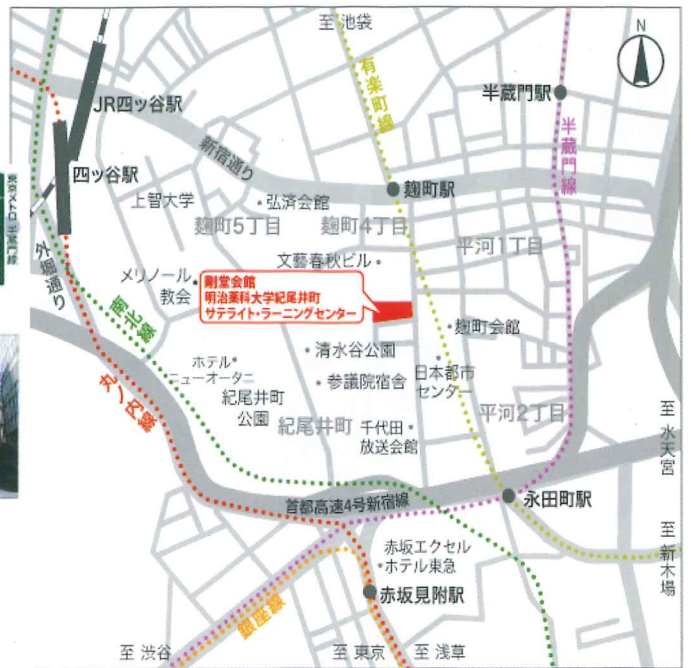 至 池袋
N
有楽町線
半蔵門駅
JR四ッ谷駅
新宿通り
半蔵門線
四ッ谷駅
麹町駅
上智大学
弘済会館
麹町5丁目
麹町4丁目
平河1丁目
外堀通り
文藝春秋ビル
メリノール
教会
剛堂会館
明治薬科大学紀尾井町
サテライト・ラーニングセンター
南北線
麹町会館
清水谷公園
ホテル
ニューオータニ
参議院宿舎
日本都市
センター
丸ノ内線
紀尾井町
公園
紀尾井町
千代田
放送会館
平河2丁目
至 水天宮
首都高速4号新宿線
永田町駅
至 新木場
赤坂エクセル
ホテル東急
赤坂見附駅
銀座線
至 渋谷
至 東京
至 浅草